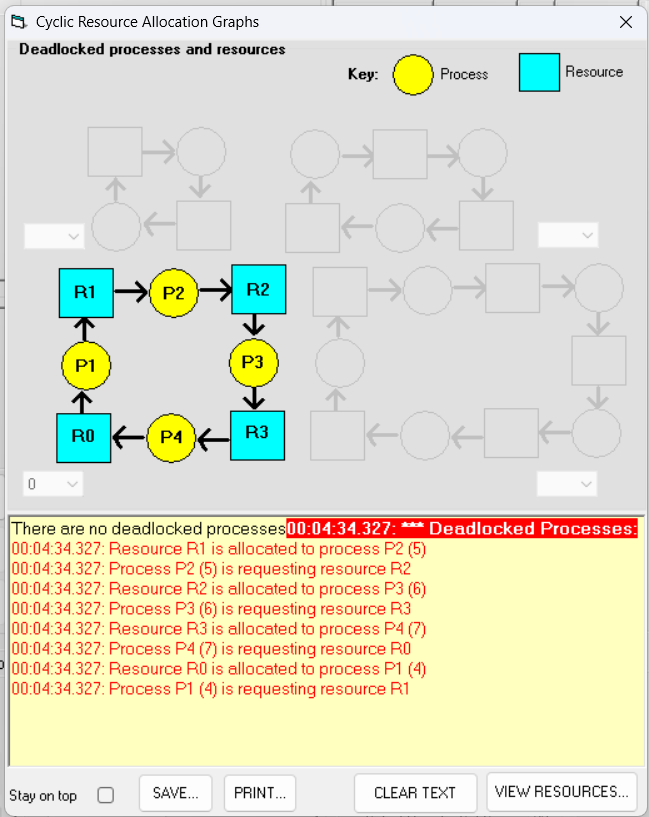 Cyclic Resource Allocation Graphs
Deadlocked processes and resources
Key: Process Resource
R1 P2 R2
P1 P3
R0 P4 R3
0
There are no deadlocked processes00:04:34.327: *** Deadlocked Processes:
00:04:34.327: Resource R1 is allocated to process P2 (5)
00:04:34.327: Process P2 (5) is requesting resource R2
00:04:34.327: Resource R2 is allocated to process P3 (6)
00:04:34.327: Process P3 (6) is requesting resource R3
00:04:34.327: Resource R3 is allocated to process P4 (7)
00:04:34.327: Process P4 (7) is requesting resource R0
00:04:34.327: Resource R0 is allocated to process P1 (4)
00:04:34.327: Process P1 (4) is requesting resource R1
Stay on top SAVE... PRINT... CLEAR TEXT VIEW RESOURCES...